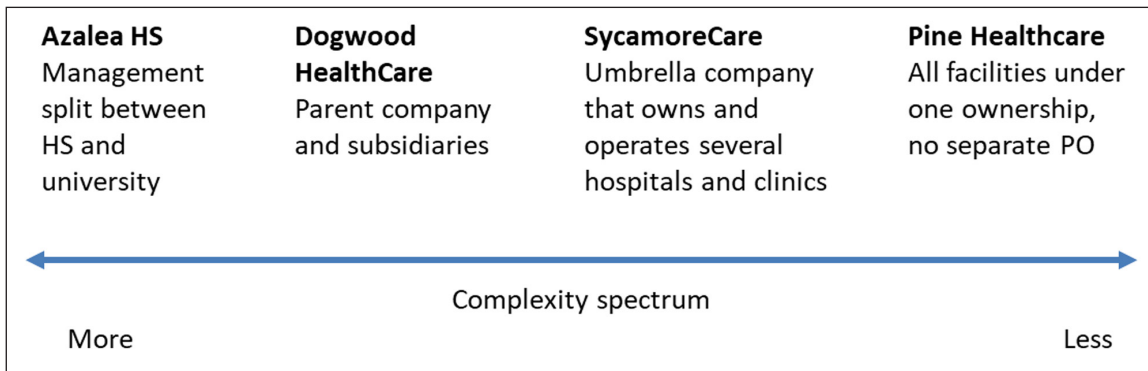 Azalea HS
Management
split between
HS and
university
Dogwood
HealthCare
Parent company
and subsidiaries
SycamoreCare
Umbrella company
that owns and
operates several
hospitals and clinics
Pine Healthcare
All facilities under
one ownership,
no separate PO
Complexity spectrum
More
Less